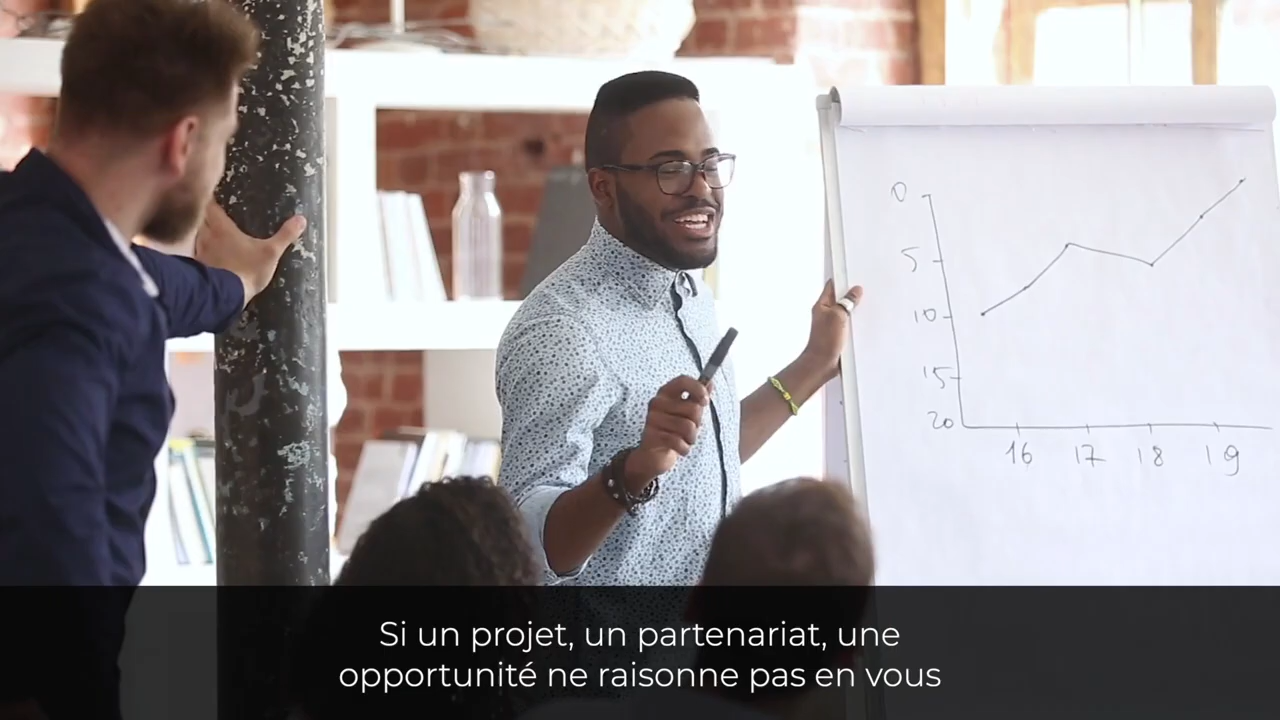 0
5
10
15
20
16 17 18 19
Si un projet, un partenariat, une
opportunité ne raisonne pas en vous